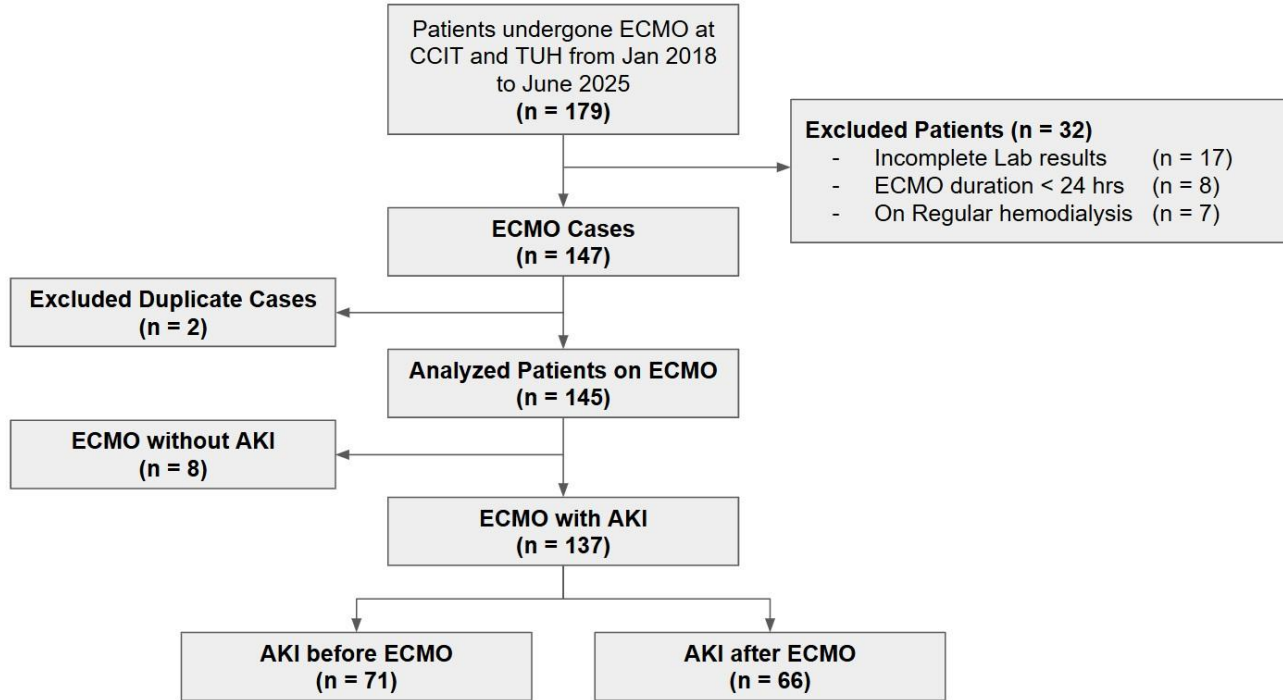 Patients undergone ECMO at
CCIT and TUH from Jan 2018
to June 2025
(n = 179)
Excluded Patients (n = 32)
- Incomplete Lab results (n = 17)
- ECMO duration < 24 hrs (n = 8)
- On Regular hemodialysis (n = 7)
ECMO Cases
(n = 147)
Excluded Duplicate Cases
(n = 2)
Analyzed Patients on ECMO
(n = 145)
ECMO without AKI
(n = 8)
ECMO with AKI
(n = 137)
AKI before ECMO
(n = 71)
AKI after ECMO
(n = 66)